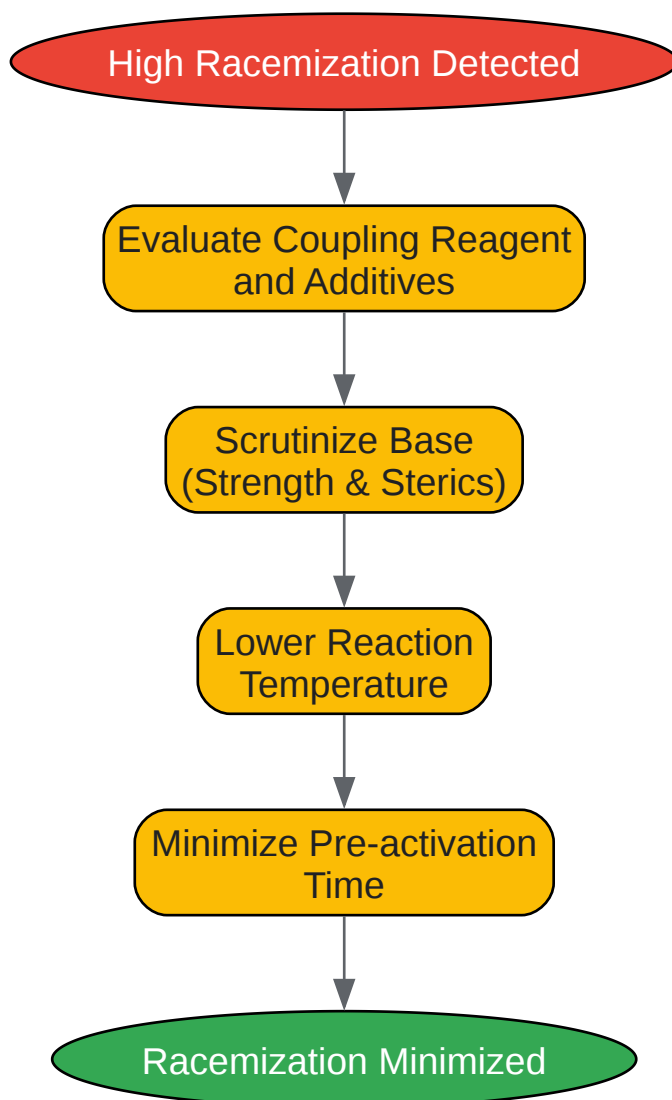 High Racemization Detected
Evaluate Coupling Reagent
and Additives
Scrutinize Base
(Strength & Sterics)
Lower Reaction
Temperature
Minimize Pre-activation
Time
Racemization Minimized